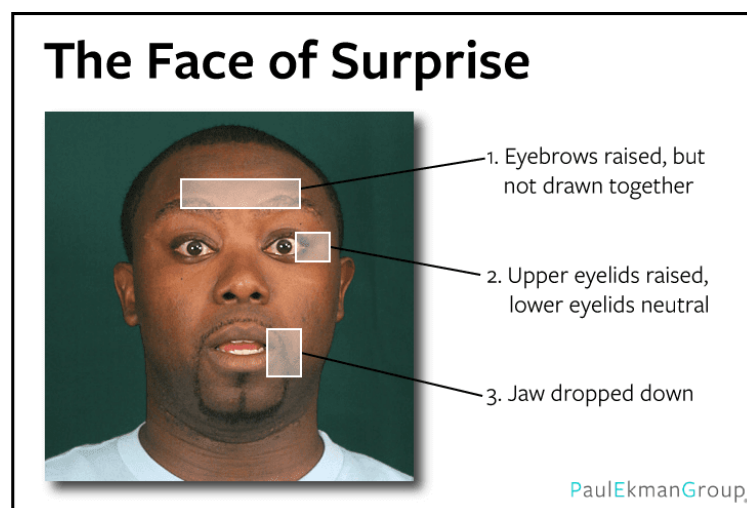 The Face of Surprise
1. Eyebrows raised, but
not drawn together
2. Upper eyelids raised,
lower eyelids neutral
3. Jaw dropped down
PaulEkmanGroup